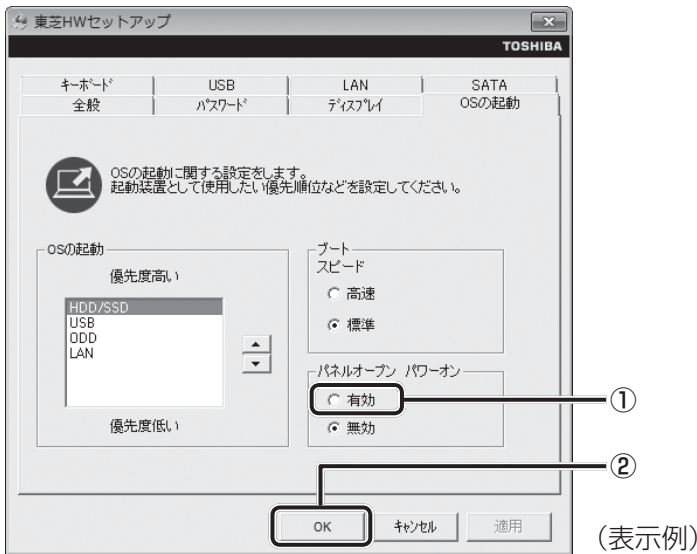 東芝HWセットアップ
TOSHIBA
キーボード USB LAN SATA
全般 パスワード ディスプレイ OSの起動
OSの起動に関する設定をします。
起動装置として使用したい優先順位などを設定してください。
OSの起動
優先度高い
HDD/SSD
USB
ODD
LAN
優先度低い
ブート
スピード
高速
標準
パネルオープン パワーオン
有効
無効
①
②
OK キャンセル 適用
（表示例）